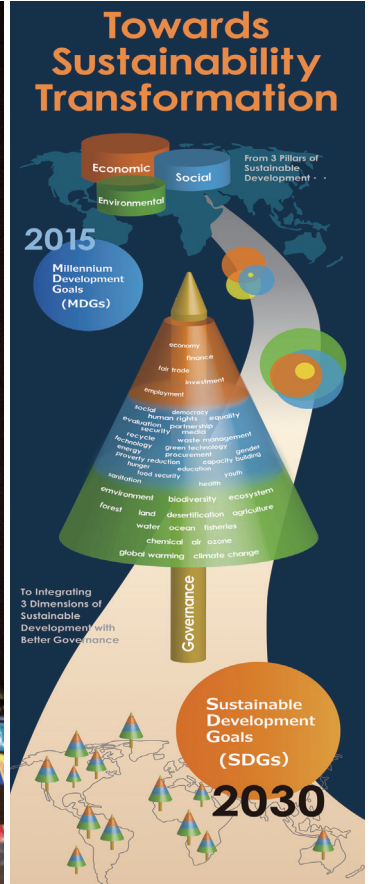 Towards
Sustainability
Transformation
Economic
Social
Environmental
From 3 Pillars of
Sustainable
Development · ·
2015
Millennium
Development
Goals
(MDGs)
economy
finance
fair trade
investment
employment
social democracy
human rights equality
evaluation partnership
security media
recycle waste management
technology green technology
energy procurement gender
proverty reduction capacity building
hunger education
food security youth
sanitation health
environment biodiversity ecosystem
forest land desertification agriculture
water ocean fisheries
chemical air ozone
global warming climate change
Governance
To Integrating
3 Dimensions of
Sustainable
Development with
Better Governance
Sustainable
Development
Goals
(SDGs)
2030